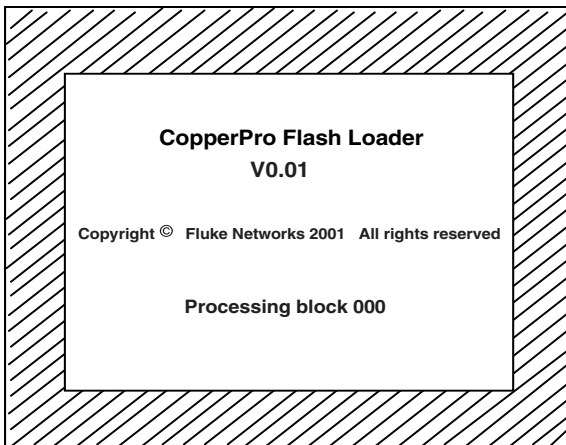 CopperPro Flash Loader
V0.01
Copyright © Fluke Networks 2001 All rights reserved
Processing block 000